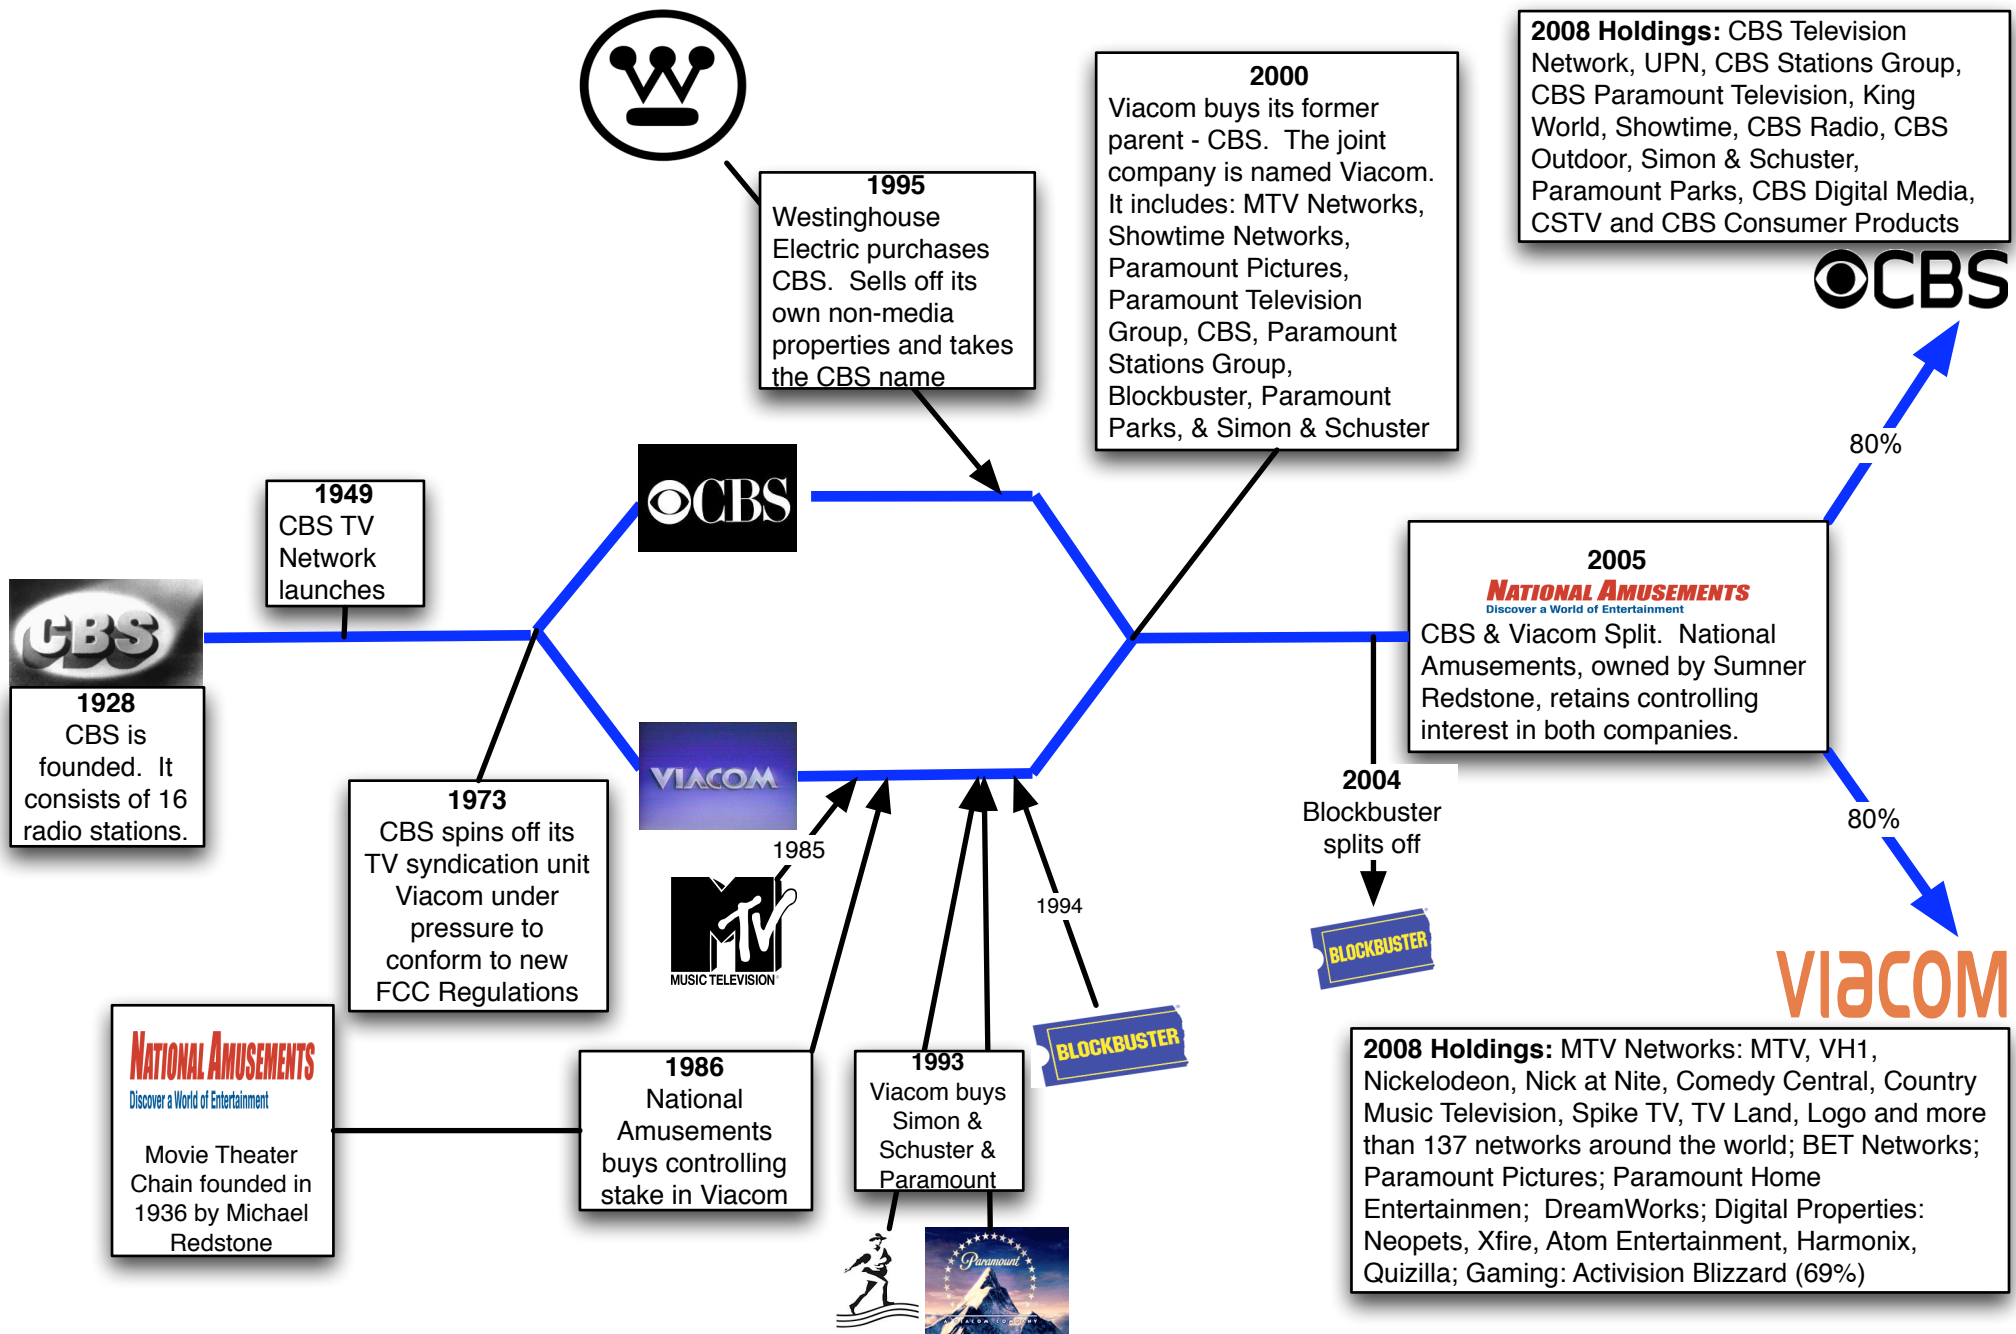 CBS
1928
CBS is
founded. It
consists of 16
radio stations.
1949
CBS TV
Network
launches
1973
CBS spins off its
TV syndication unit
Viacom under
pressure to
conform to new
FCC Regulations
NATIONAL AMUSEMENTS
Discover a World of Entertainment
Movie Theater
Chain founded in
1936 by Michael
Redstone
1986
National
Amusements
buys controlling
stake in Viacom
CBS
VIACOM
1985
MTV
MUSIC TELEVISION
1993
Viacom buys
Simon &
Schuster &
Paramount
Paramount
A VIACOM COMPANY
1994
BLOCKBUSTER
W
1995
Westinghouse
Electric purchases
CBS. Sells off its
own non-media
properties and takes
the CBS name
2000
Viacom buys its former
parent - CBS. The joint
company is named Viacom.
It includes: MTV Networks,
Showtime Networks,
Paramount Pictures,
Paramount Television
Group, CBS, Paramount
Stations Group,
Blockbuster, Paramount
Parks, & Simon & Schuster
2004
Blockbuster
splits off
BLOCKBUSTER
2005
NATIONAL AMUSEMENTS
Discover a World of Entertainment
CBS & Viacom Split. National
Amusements, owned by Sumner
Redstone, retains controlling
interest in both companies.
80%
80%
2008 Holdings: CBS Television
Network, UPN, CBS Stations Group,
CBS Paramount Television, King
World, Showtime, CBS Radio, CBS
Outdoor, Simon & Schuster,
Paramount Parks, CBS Digital Media,
CSTV and CBS Consumer Products
CBS
VIACOM
2008 Holdings: MTV Networks: MTV, VH1,
Nickelodeon, Nick at Nite, Comedy Central, Country
Music Television, Spike TV, TV Land, Logo and more
than 137 networks around the world; BET Networks;
Paramount Pictures; Paramount Home
Entertainmen; DreamWorks; Digital Properties:
Neopets, Xfire, Atom Entertainment, Harmonix,
Quizilla; Gaming: Activision Blizzard (69%)